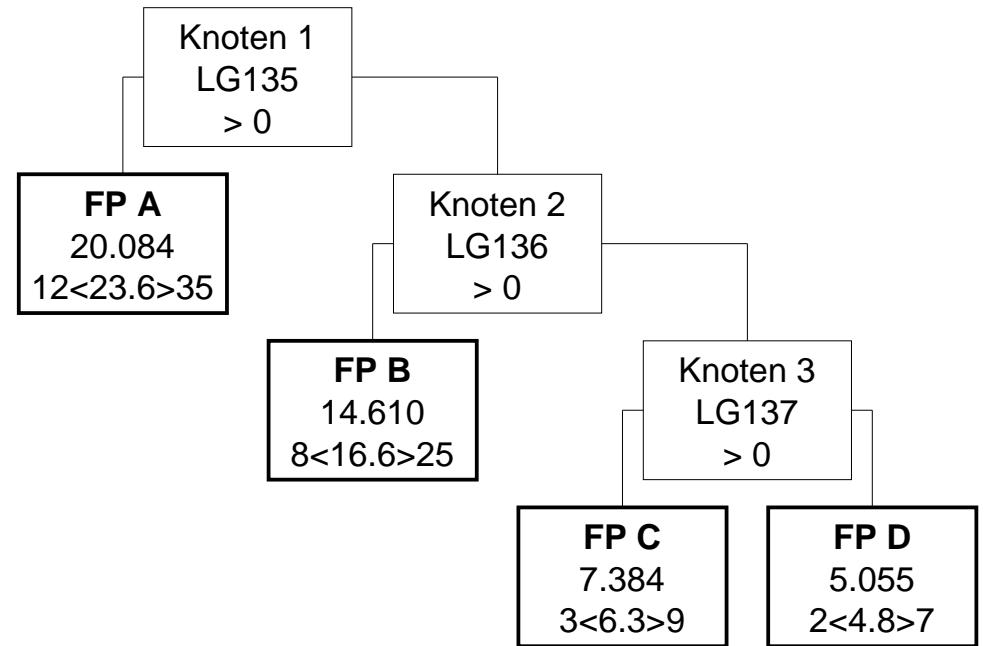 Knoten 1
LG135
> 0
FP A
20.084
12<23.6>35
Knoten 2
LG136
> 0
FP B
14.610
8<16.6>25
Knoten 3
LG137
> 0
FP C
7.384
3<6.3>9
FP D
5.055
2<4.8>7